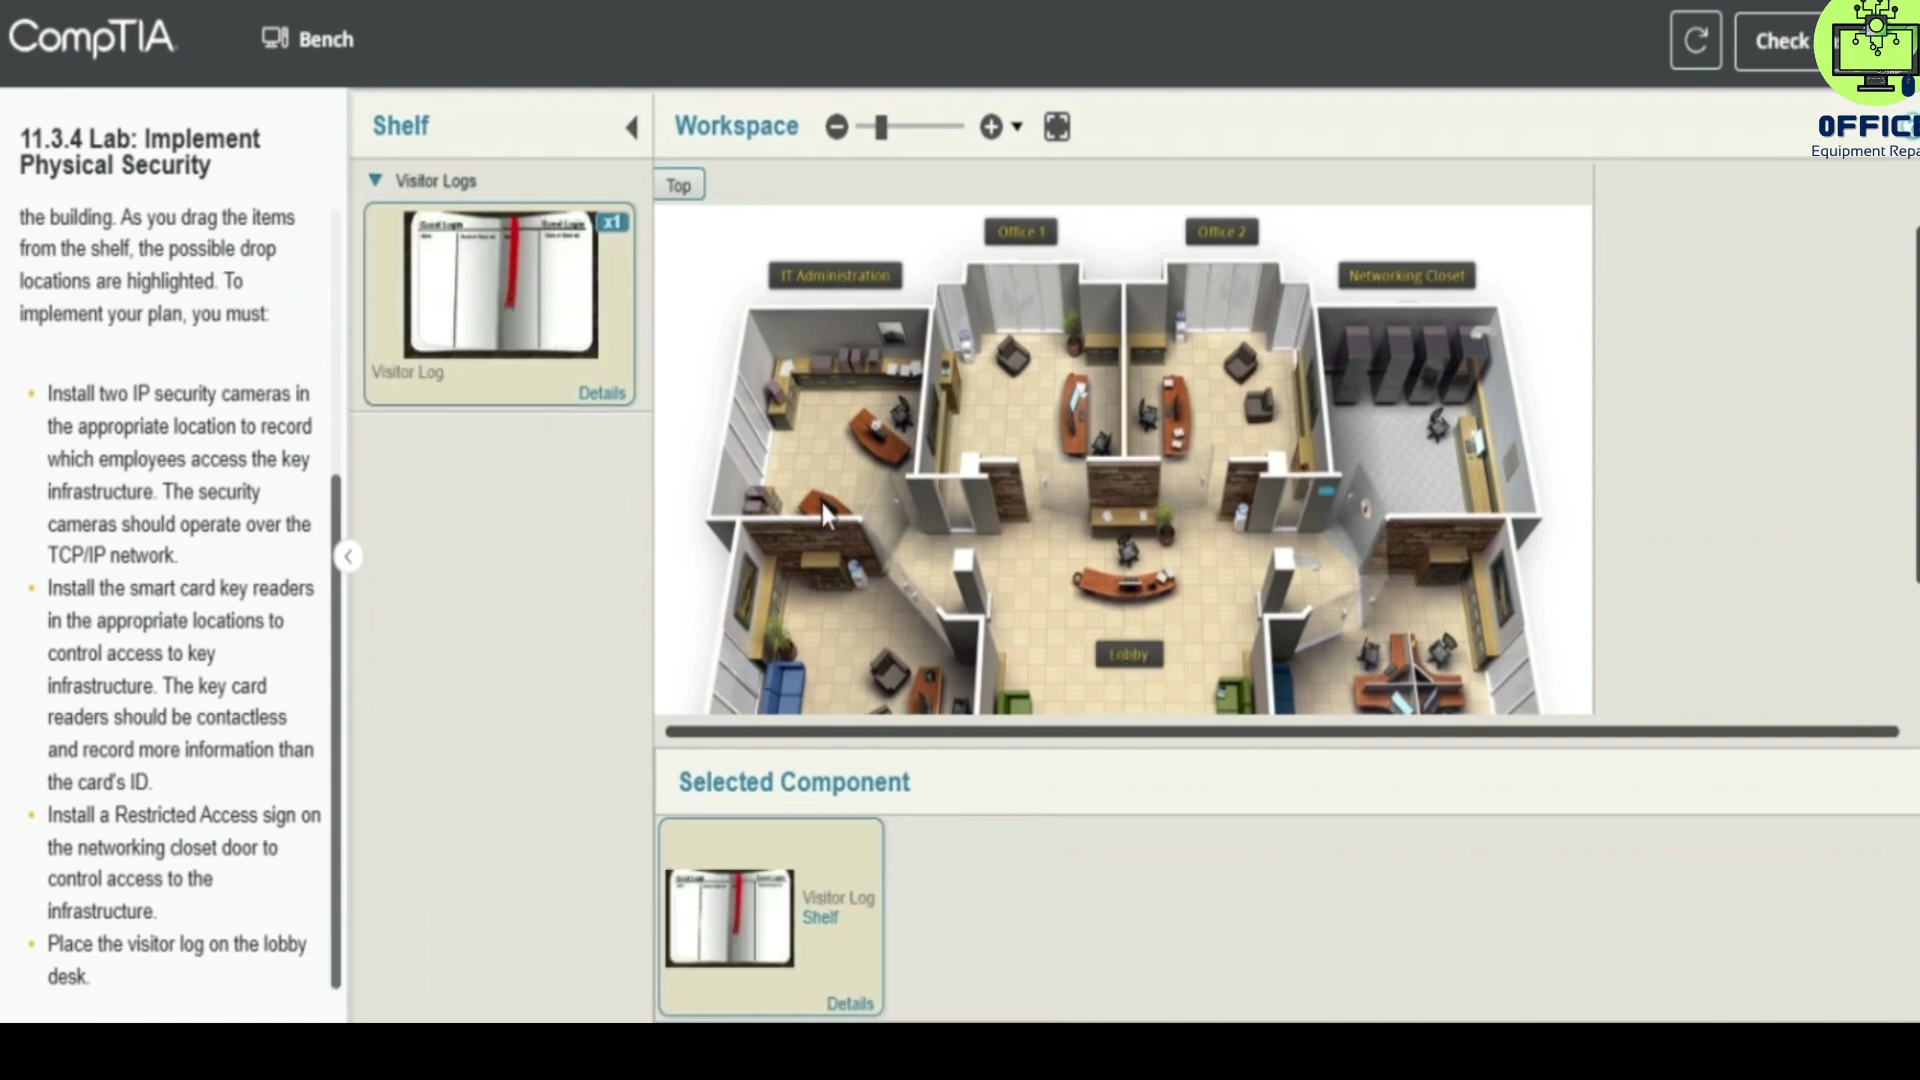 CompTIA
Bench
Check
OFFICE
Equipment Repa
11.3.4 Lab: Implement
Physical Security
the building. As you drag the items
from the shelf, the possible drop
locations are highlighted. To
implement your plan, you must:
Install two IP security cameras in
the appropriate location to record
which employees access the key
infrastructure. The security
cameras should operate over the
TCP/IP network.
Install the smart card key readers
in the appropriate locations to
control access to key
infrastructure. The key card
readers should be contactless
and record more information than
the card's ID.
Install a Restricted Access sign on
the networking closet door to
control access to the
infrastructure.
Place the visitor log on the lobby
desk.
Shelf
Visitor Logs
Guest Login
Guest Login
x1
Visitor Log
Details
Workspace
Top
Office 1
Office 2
IT Administration
Networking Closet
Lobby
Selected Component
Visitor Log
Shelf
Details